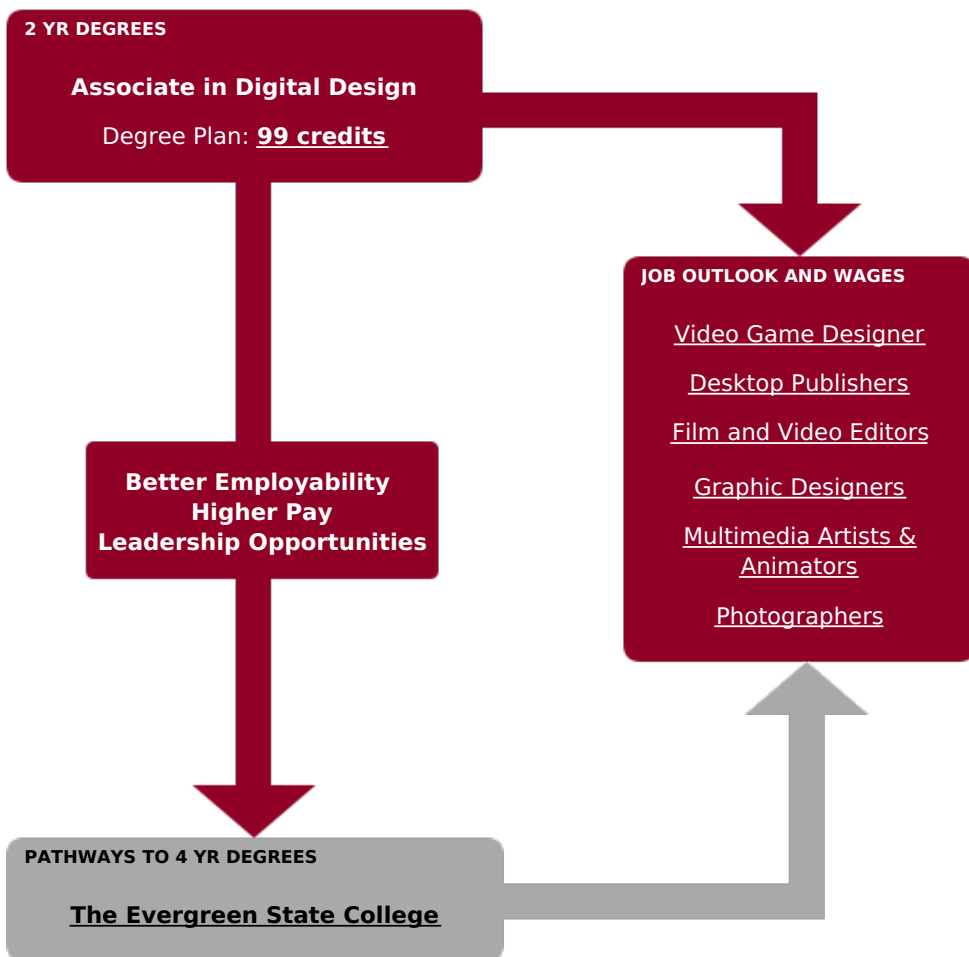 2 YR DEGREES
Associate in Digital Design
Degree Plan: 99 credits
JOB OUTLOOK AND WAGES
Video Game Designer
Desktop Publishers
Film and Video Editors
Graphic Designers
Multimedia Artists &
Animators
Photographers
Better Employability
Higher Pay
Leadership Opportunities
PATHWAYS TO 4 YR DEGREES
The Evergreen State College